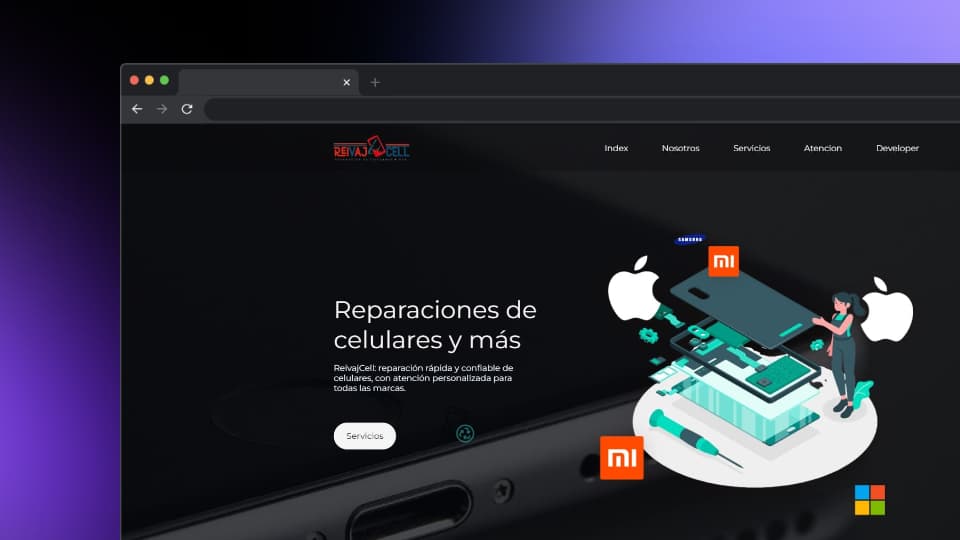 REIVAJ CELL
Index
Nosotros
Servicios
Atencion
Developer
SAMSUNG
mi
Reparaciones de
celulares y más
ReivajCell: reparación rápida y confiable de
celulares, con atención personalizada para
todas las marcas.
Servicios
mi